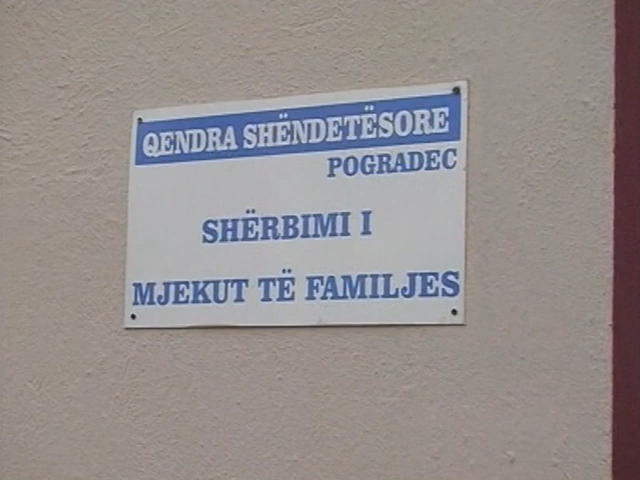 QENDRA SHËNDETËSORE
POGRADEC
SHËRBIMI I
MJEKUT TË FAMILJES